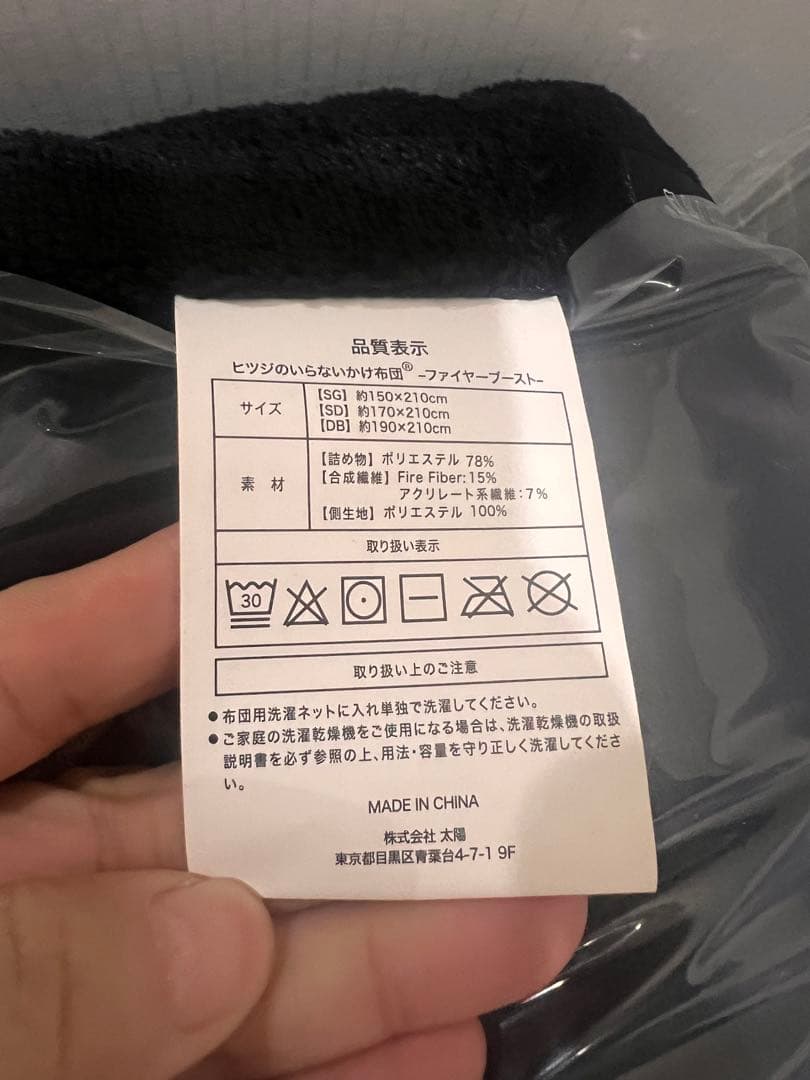 品質表示
ヒツジのいらないかけ布団® -ファイヤーブースト-
サイズ
【SG】約150×210cm
【SD】約170×210cm
【DB】約190×210cm
素 材
【詰め物】ポリエステル 78%
【合成繊維】Fire Fiber:15%
アクリレート系繊維:7%
【側生地】ポリエステル 100%
取り扱い表示
30
取り扱い上のご注意
●布団用洗濯ネットに入れ単独で洗濯してください。
●ご家庭の洗濯乾燥機をご使用になる場合は、洗濯乾燥機の取扱
説明書を必ず参照の上、用法・容量を守り正しく洗濯してくださ
い。
MADE IN CHINA
株式会社 太陽
東京都目黒区青葉台4-7-1 9F